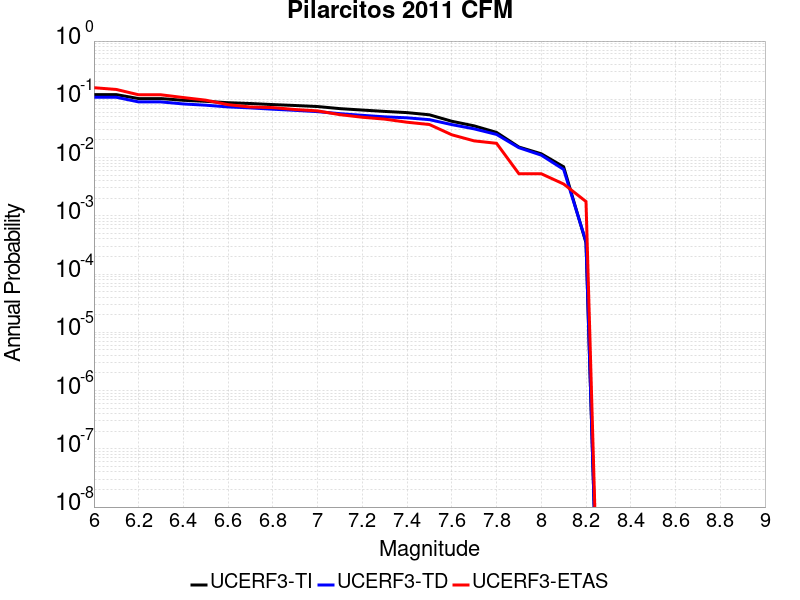 Pilarcitos 2011 CFM
10^0
10^-1
10^-2
10^-3
10^-4
10^-5
10^-6
10^-7
10^-8
Annual Probability
6 6.2 6.4 6.6 6.8 7 7.2 7.4 7.6 7.8 8 8.2 8.4 8.6 8.8 9
Magnitude
UCERF3-TI UCERF3-TD UCERF3-ETAS